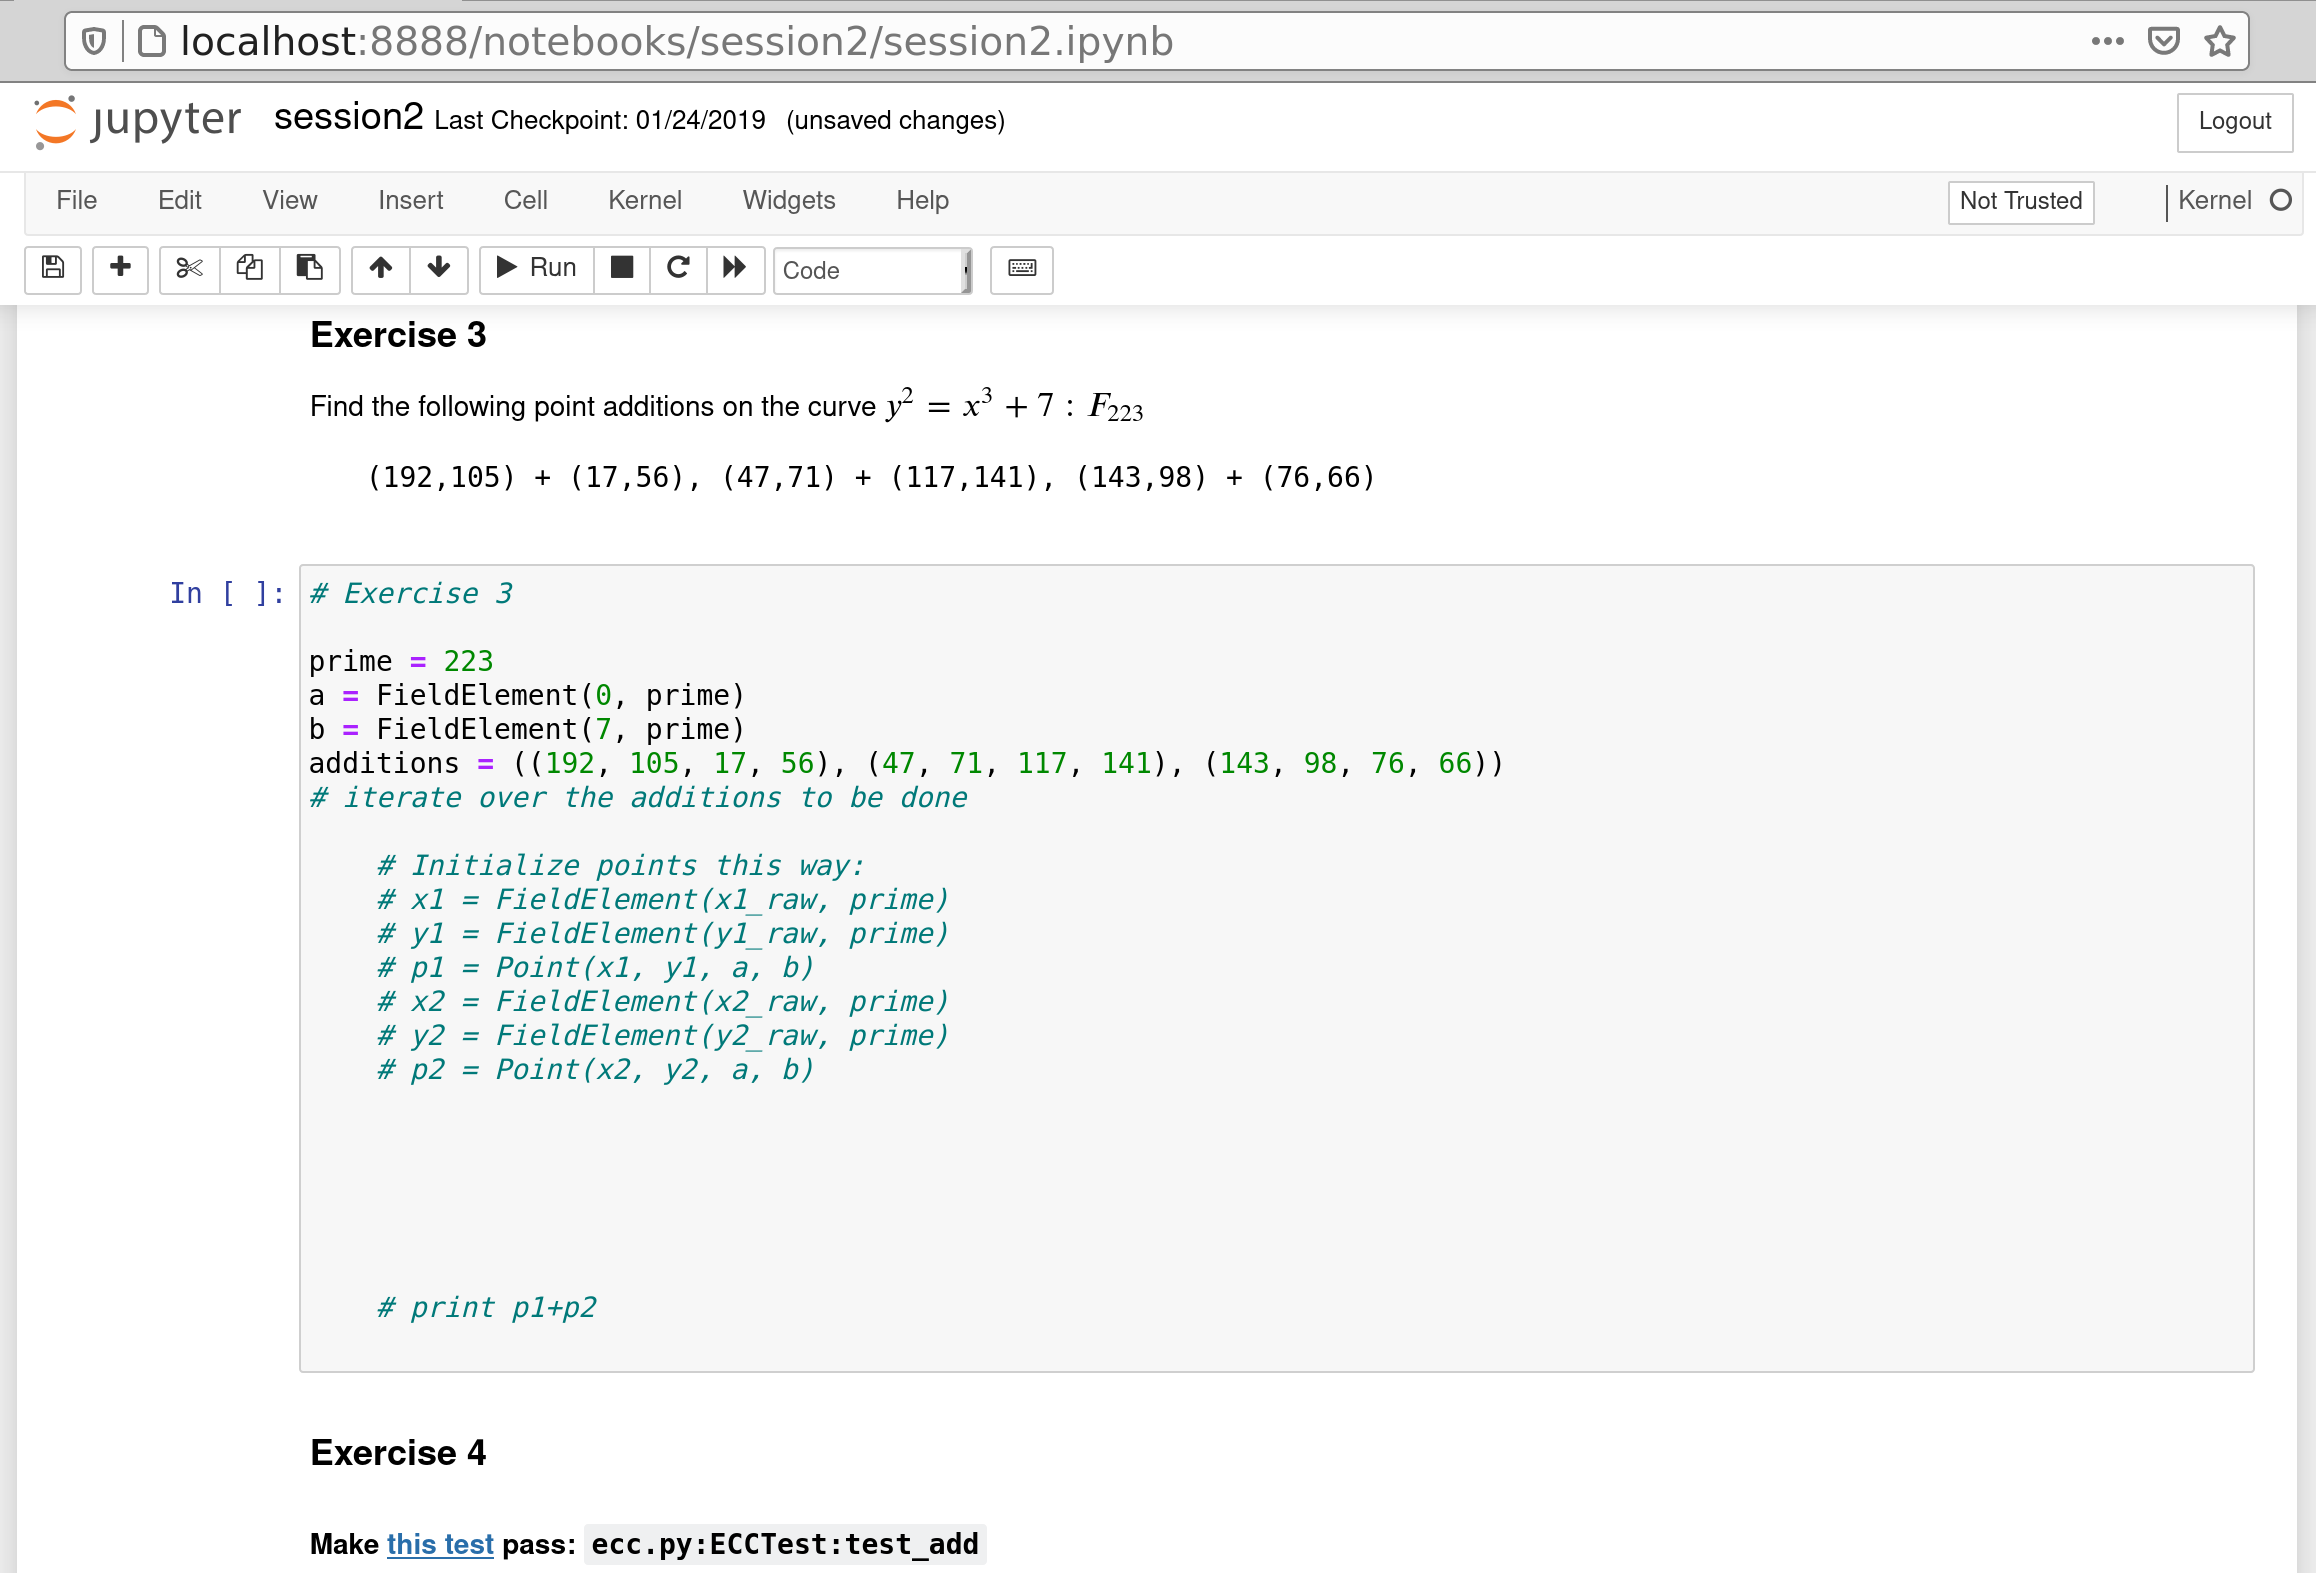 localhost:8888/notebooks/session2/session2.ipynb
jupyter session2 Last Checkpoint: 01/24/2019 (unsaved changes) Logout
File Edit View Insert Cell Kernel Widgets Help Not Trusted Kernel
Run Code
Exercise 3
Find the following point additions on the curve y² = x³ + 7 : F₂₂₃
(192,105) + (17,56), (47,71) + (117,141), (143,98) + (76,66)
In [ ]: # Exercise 3
prime = 223
a = FieldElement(0, prime)
b = FieldElement(7, prime)
additions = ((192, 105, 17, 56), (47, 71, 117, 141), (143, 98, 76, 66))
# iterate over the additions to be done
# Initialize points this way:
# x1 = FieldElement(x1_raw, prime)
# y1 = FieldElement(y1_raw, prime)
# p1 = Point(x1, y1, a, b)
# x2 = FieldElement(x2_raw, prime)
# y2 = FieldElement(y2_raw, prime)
# p2 = Point(x2, y2, a, b)
# print p1+p2
Exercise 4
Make this test pass: ecc.py:ECCTest:test_add